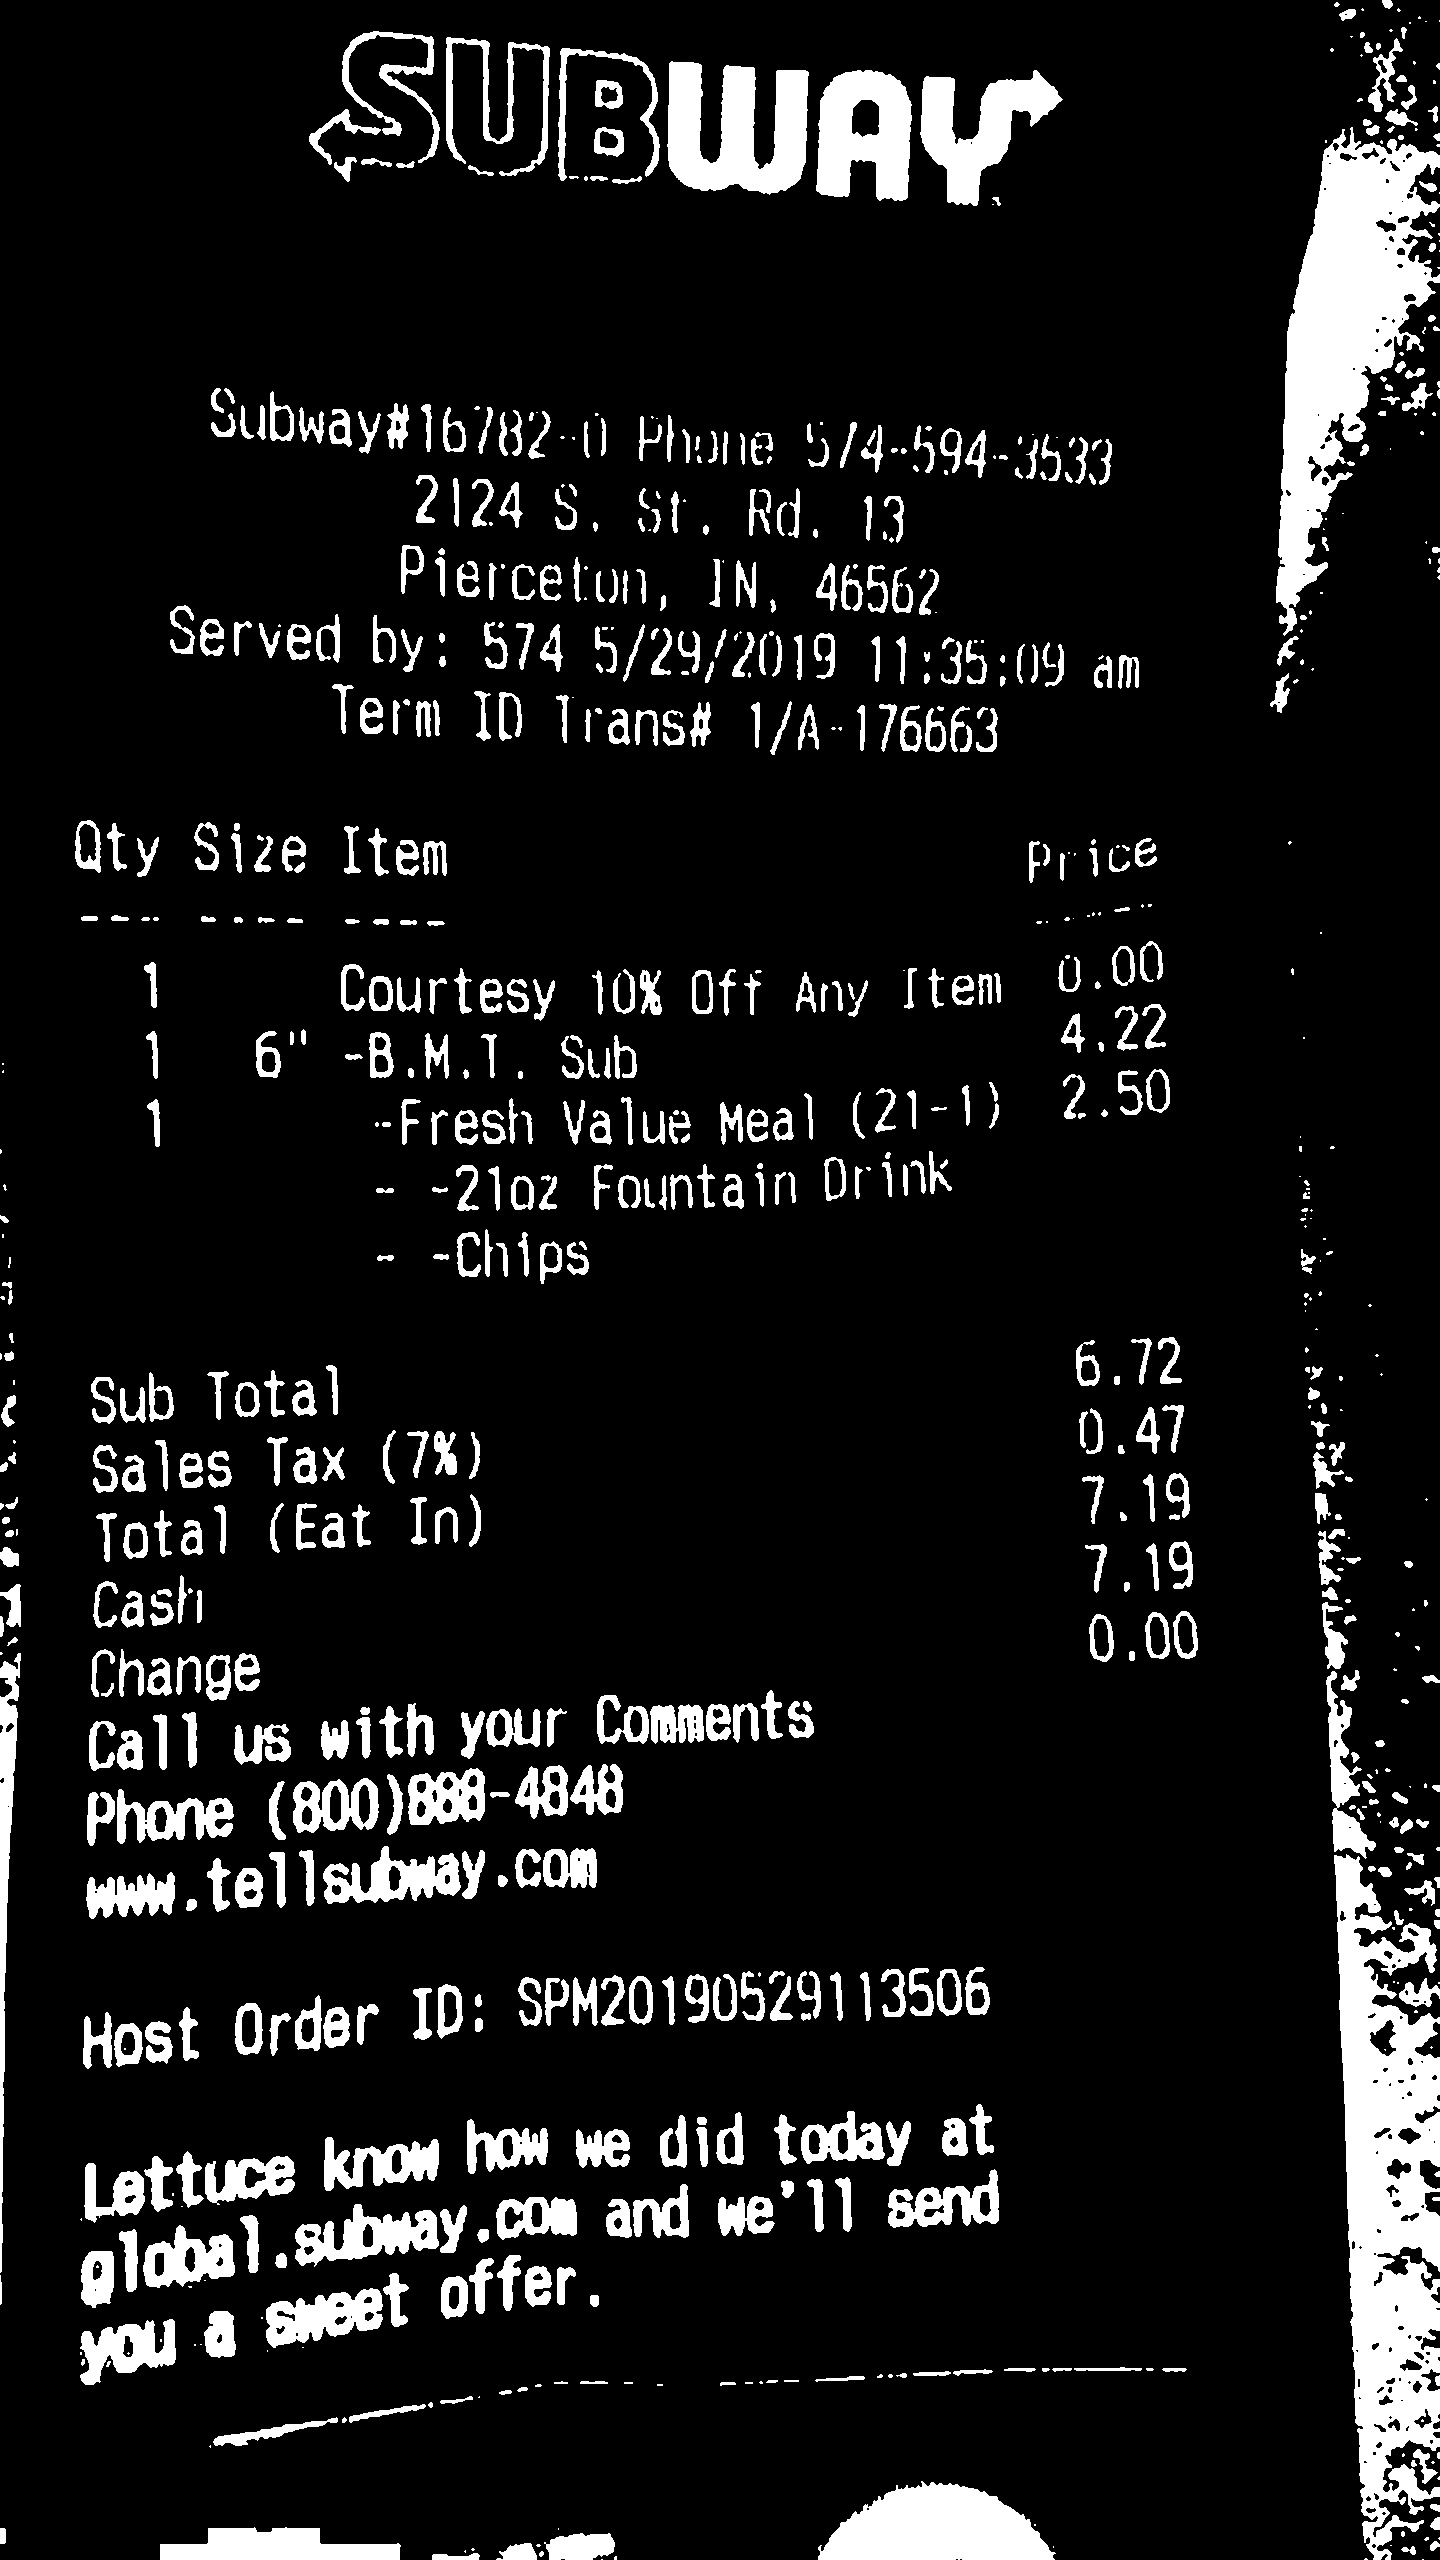 SUBWAY
Subway#16782-0 Phone 574-594-3533
2124 S. St. Rd. 13
Pierceton, IN, 46562
Served by: 574 5/29/2019 11:35:09 am
Term ID Trans# 1/A-176663
Qty Size Item Price
--- ---- ---- -----
1 Courtesy 10% Off Any Item 0.00
1 6" -B.M.T. Sub 4.22
1 -Fresh Value Meal (21-1) 2.50
- -21oz Fountain Drink
- -Chips
Sub Total 6.72
Sales Tax (7%) 0.47
Total (Eat In) 7.19
Cash 7.19
Change 0.00
Call us with your Comments
Phone (800)888-4848
www.tellsubway.com
Host Order ID: SPM20190529113506
Lettuce know how we did today at
global.subway.com and we'll send
you a sweet offer.